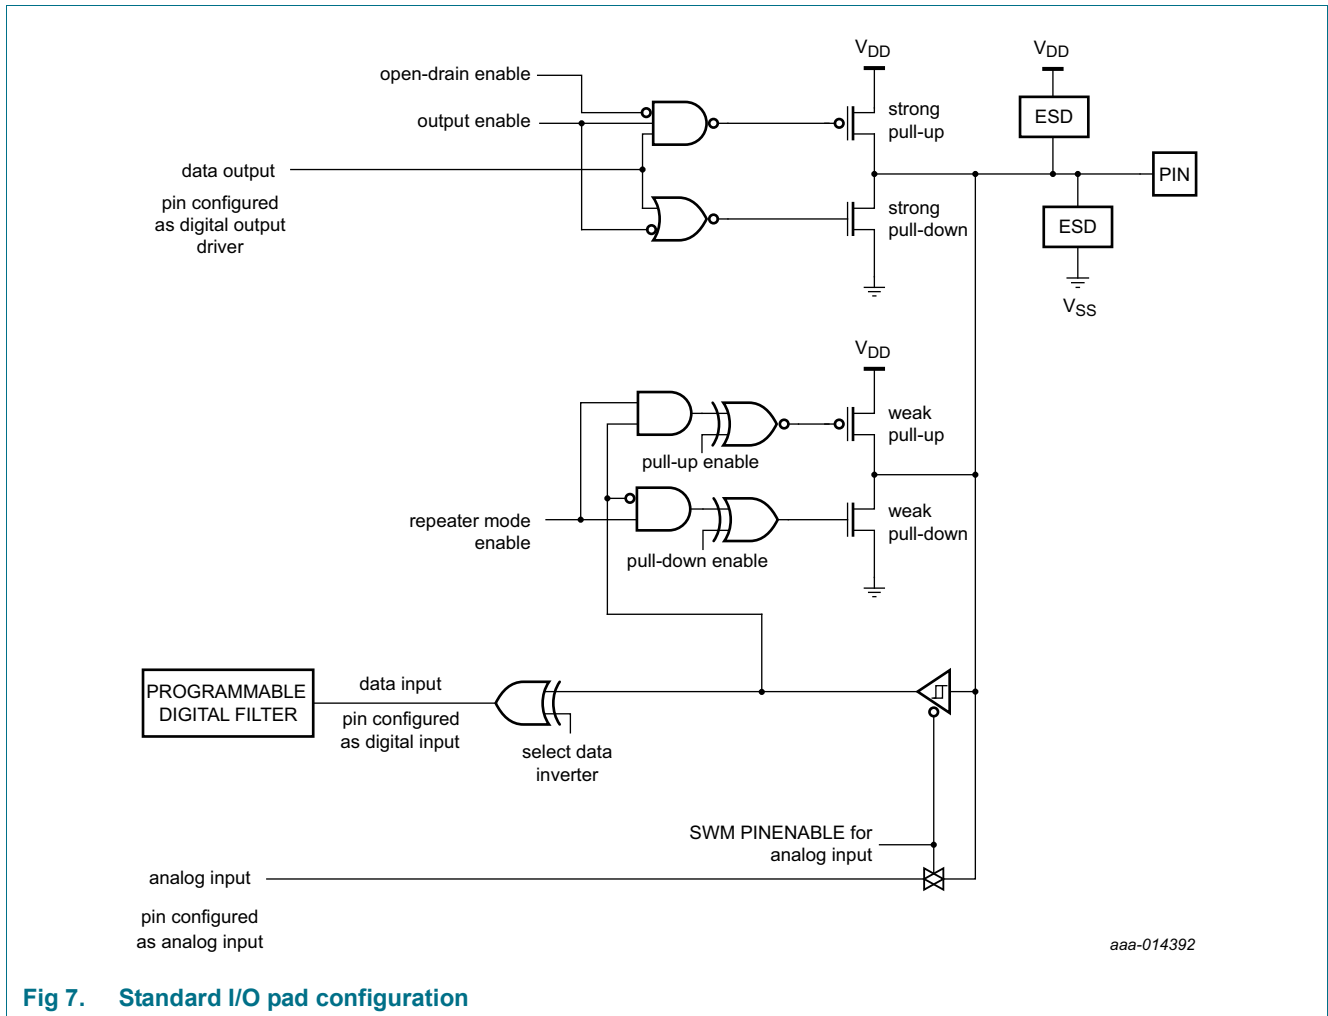 VDD
VDD
open-drain enable
strong
pull-up
ESD
output enable
data output
PIN
pin configured
as digital output
driver
strong
pull-down
ESD
VSS
VDD
weak
pull-up
pull-up enable
repeater mode
enable
weak
pull-down
pull-down enable
PROGRAMMABLE
DIGITAL FILTER
data input
pin configured
as digital input
select data
inverter
SWM PINENABLE for
analog input
analog input
pin configured
as analog input
aaa-014392
Fig 7. Standard I/O pad configuration